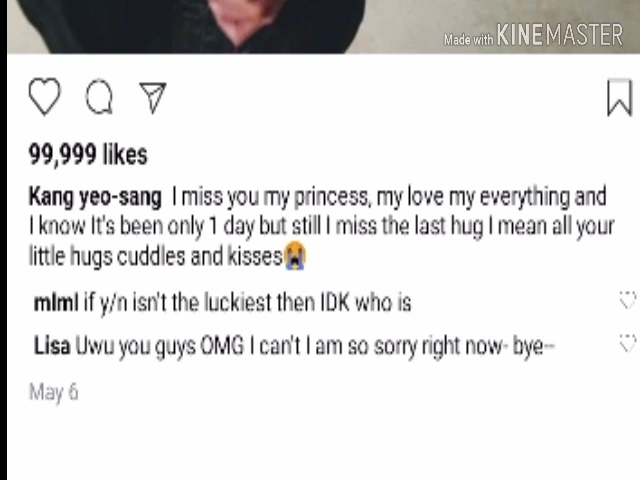 Made with KINEMASTER
99,999 likes
Kang yeo-sang I miss you my princess, my love my everything and
I know It's been only 1 day but still I miss the last hug I mean all your
little hugs cuddles and kisses😭
mlml if y/n isn't the luckiest then IDK who is
Lisa Uwu you guys OMG I can't I am so sorry right now- bye--
May 6